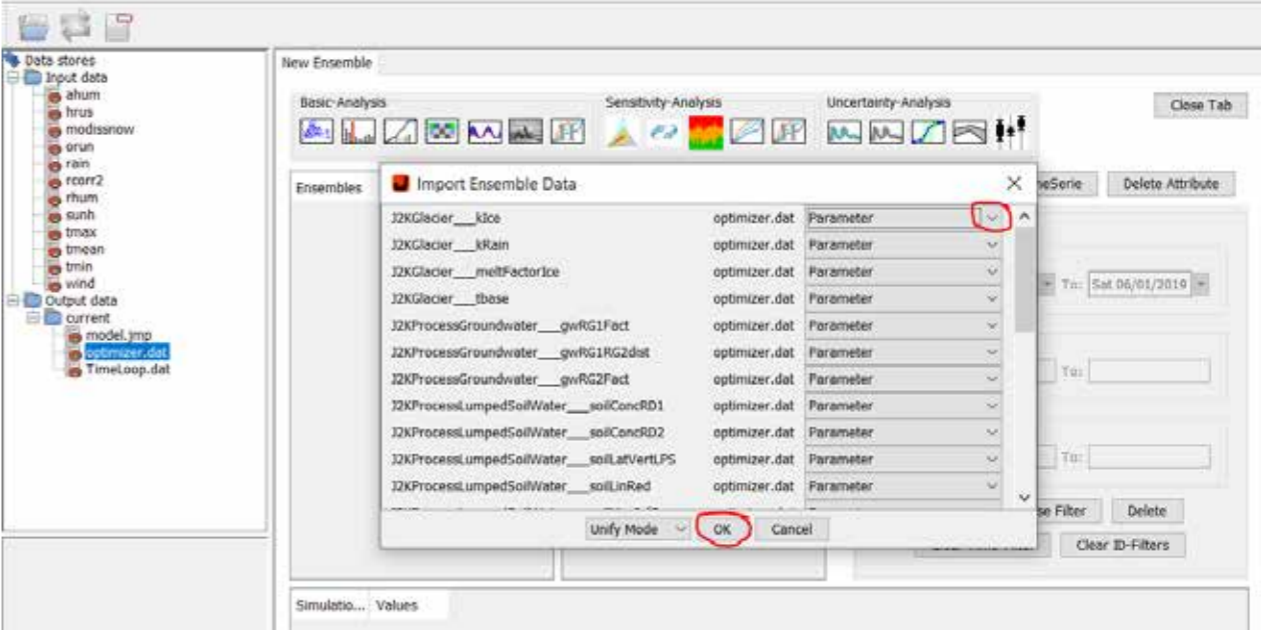 Data stores
Input data
ahum
hrus
modissnow
orun
rain
rcorr2
rhum
sunh
tmax
tmean
tmin
wind
Output data
current
model.jmp
optimizer.dat
TimeLoop.dat
New Ensemble
Basic-Analysis Sensitivity-Analysis Uncertainty-Analysis Close Tab
Ensembles
eSerie Delete Attribute
Import Ensemble Data
J2KGlacier___kIce optimizer.dat Parameter
J2KGlacier___kRain optimizer.dat Parameter
J2KGlacier___meltFactorIce optimizer.dat Parameter
J2KGlacier___tbase optimizer.dat Parameter
J2KProcessGroundwater___gwRG1Fact optimizer.dat Parameter
J2KProcessGroundwater___gwRG1RG2dist optimizer.dat Parameter
J2KProcessGroundwater___gwRG2Fact optimizer.dat Parameter
J2KProcessLumpedSoilWater___soilConcRD1 optimizer.dat Parameter
J2KProcessLumpedSoilWater___soilConcRD2 optimizer.dat Parameter
J2KProcessLumpedSoilWater___soilLatVertLPS optimizer.dat Parameter
J2KProcessLumpedSoilWater___soilLinRed optimizer.dat Parameter
Unify Mode OK Cancel
To: Sat 06/01/2019
To:
To:
se Filter Delete
Clear ID-Filters
Simulatio... Values